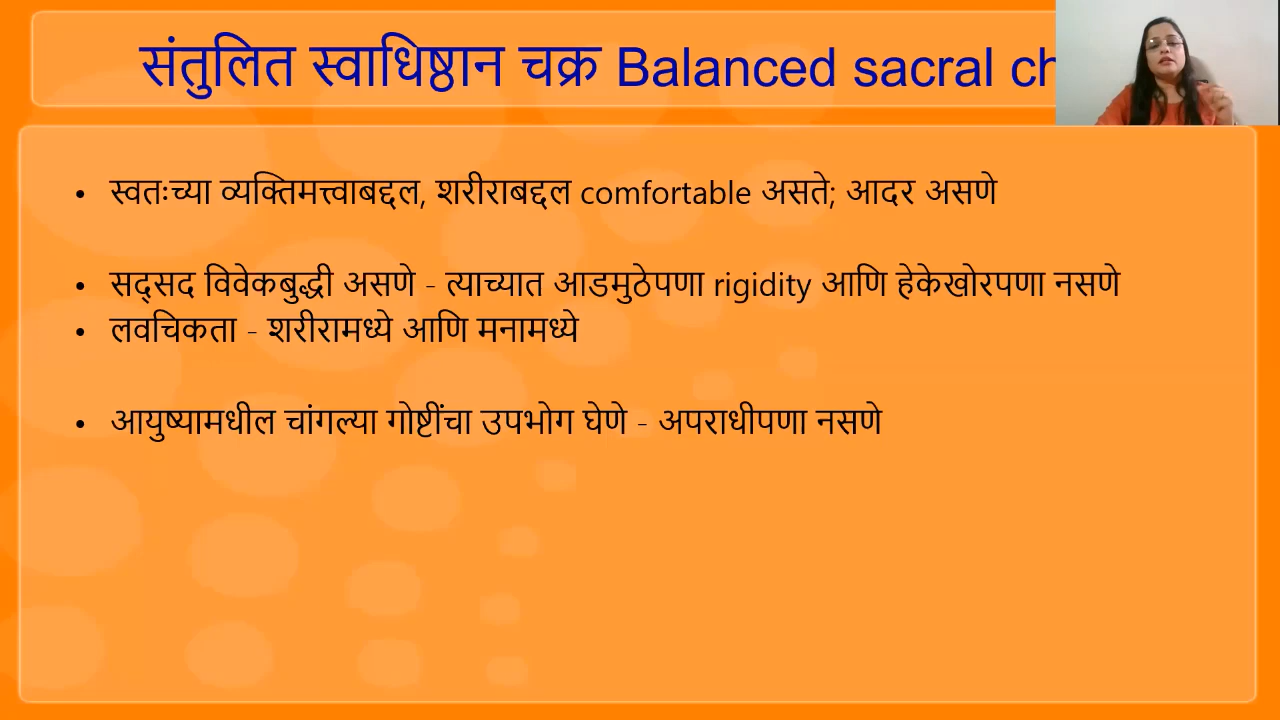 संतुलित स्वाधिष्ठान चक्र Balanced sacral
• स्वतःच्या व्यक्तिमत्त्वाबद्दल, शरीराबद्दल comfortable असते; आदर असणे
• सद्सद विवेकबुद्धी असणे - त्याच्यात आडमुठेपणा rigidity आणि हेकेखोरपणा नसणे
• लवचिकता - शरीरामध्ये आणि मनामध्ये
• आयुष्यामधील चांगल्या गोष्टींचा उपभोग घेणे - अपराधीपणा नसणे